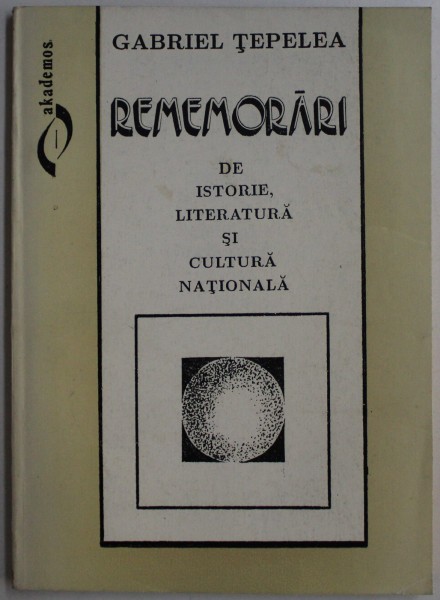 akademos
GABRIEL ŢEPELEA
REMEMORĂRI
DE
ISTORIE,
LITERATURĂ
ŞI
CULTURĂ
NAŢIONALĂ